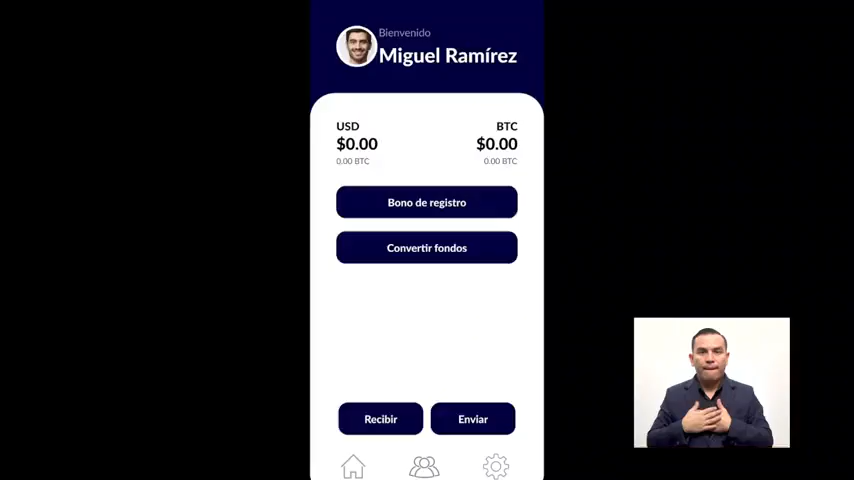 Bienvenido
Miguel Ramírez
USD
BTC
$0.00
$0.00
0.00 BTC
0.00 BTC
Bono de registro
Convertir fondos
Recibir
Enviar